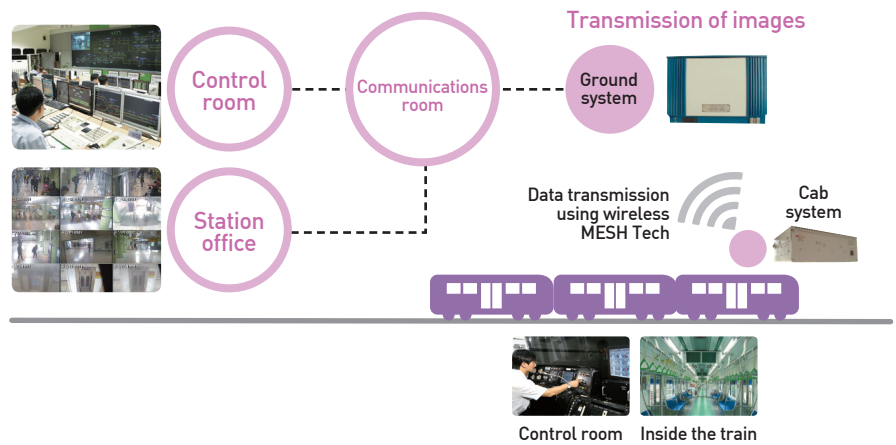 Transmission of images
Control
room
Communications
room
Ground
system
Station
office
Data transmission
using wireless
MESH Tech
Cab
system
Control room
Inside the train